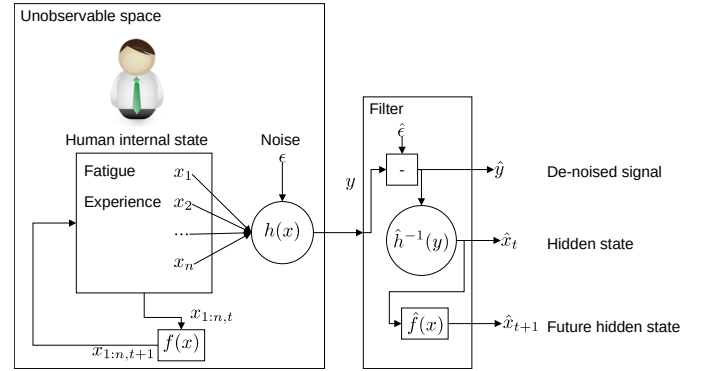 Unobservable space
Filter
Human internal state
Noise
ϵ
ϵ̂
Fatigue x₁
y
-
ŷ
De-noised signal
Experience x₂
...
h(x)
ĥ⁻¹(y)
x̂ₜ
Hidden state
xₙ
x₁:ₙ,ₜ
f(x)
x₁:ₙ,ₜ₊₁
f̂(x)
x̂ₜ₊₁
Future hidden state